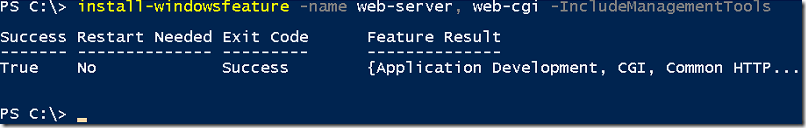 PS C:\> install-windowsfeature -name web-server, web-cgi -IncludeManagementTools
Success Restart Needed Exit Code      Feature Result
------- -------------- ---------      --------------
True    No             Success        {Application Development, CGI, Common HTTP...
PS C:\>